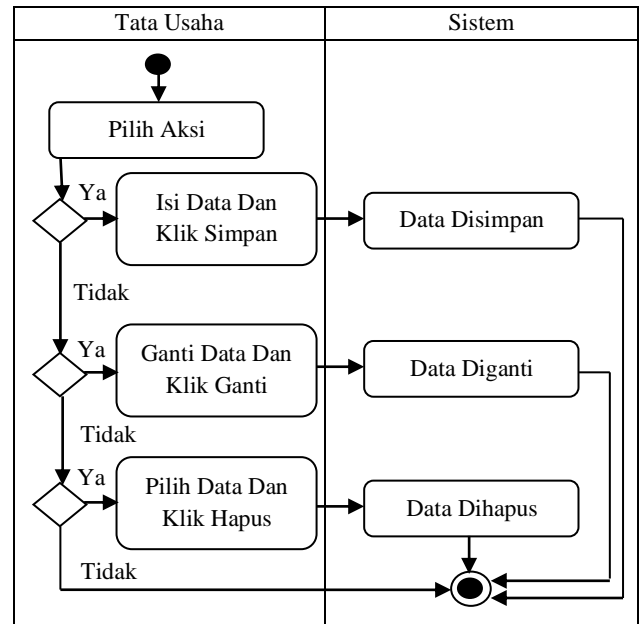 Tata Usaha
Sistem
Pilih Aksi
Ya
Isi Data Dan
Klik Simpan
Data Disimpan
Tidak
Ya
Ganti Data Dan
Klik Ganti
Data Diganti
Tidak
Ya
Pilih Data Dan
Klik Hapus
Data Dihapus
Tidak